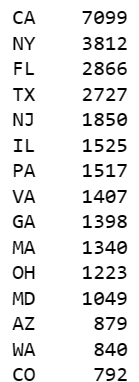 CA 7099
NY 3812
FL 2866
TX 2727
NJ 1850
IL 1525
PA 1517
VA 1407
GA 1398
MA 1340
OH 1223
MD 1049
AZ 879
WA 840
CO 792